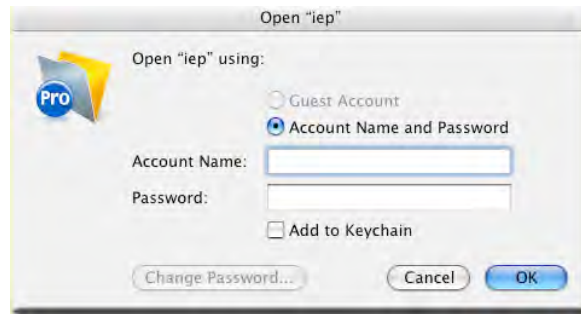 Open “iep”
Open “iep” using:
Pro
Guest Account
Account Name and Password
Account Name:
Password:
Add to Keychain
Change Password...
Cancel
OK